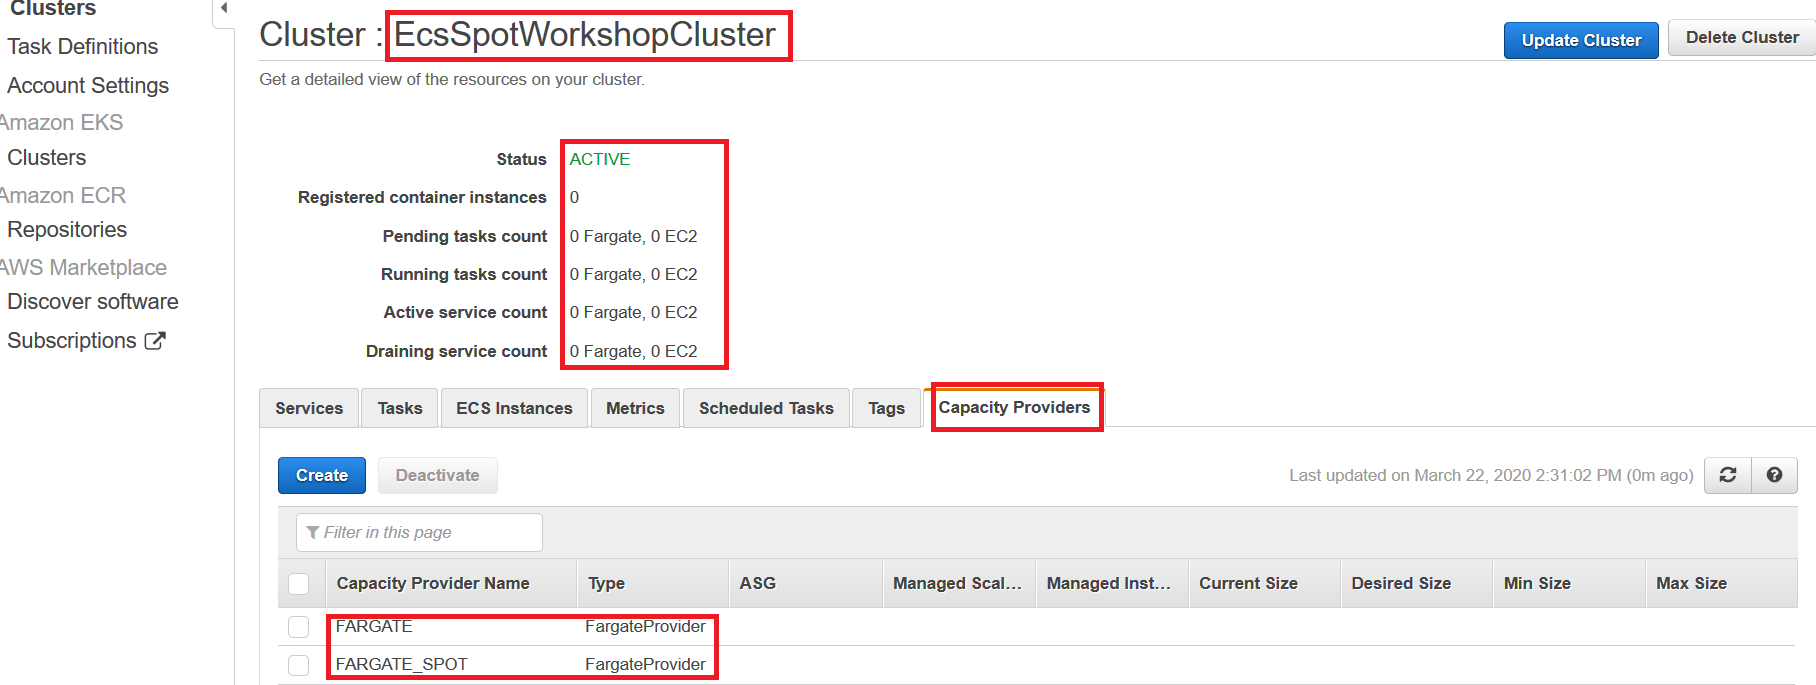 Clusters
Task Definitions
Account Settings
Amazon EKS
Clusters
Amazon ECR
Repositories
AWS Marketplace
Discover software
Subscriptions
Cluster : EcsSpotWorkshopCluster
Update Cluster
Delete Cluster
Get a detailed view of the resources on your cluster.
Status ACTIVE
Registered container instances 0
Pending tasks count 0 Fargate, 0 EC2
Running tasks count 0 Fargate, 0 EC2
Active service count 0 Fargate, 0 EC2
Draining service count 0 Fargate, 0 EC2
Services Tasks ECS Instances Metrics Scheduled Tasks Tags Capacity Providers
Create Deactivate Last updated on March 22, 2020 2:31:02 PM (0m ago)
Filter in this page
Capacity Provider Name Type ASG Managed Scal... Managed Inst... Current Size Desired Size Min Size Max Size
FARGATE FargateProvider
FARGATE_SPOT FargateProvider